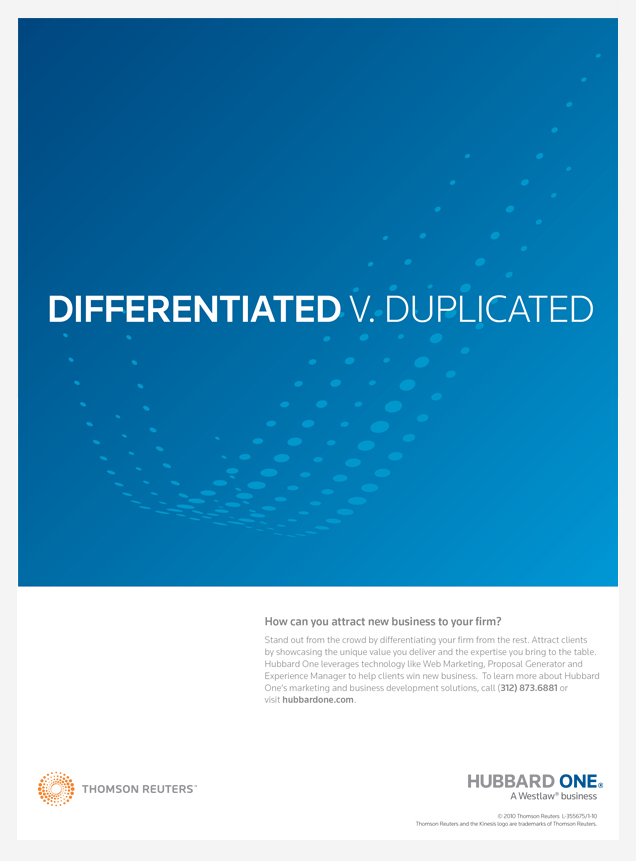 DIFFERENTIATED V. DUPLICATED
How can you attract new business to your firm?
Stand out from the crowd by differentiating your firm from the rest. Attract clients
by showcasing the unique value you deliver and the expertise you bring to the table.
Hubbard One leverages technology like Web Marketing, Proposal Generator and
Experience Manager to help clients win new business.  To learn more about Hubbard
One's marketing and business development solutions, call (312) 873.6881 or
visit hubbardone.com.
THOMSON REUTERS™
HUBBARD ONE®
A Westlaw® business
© 2010 Thomson Reuters  L-355675/1-10
Thomson Reuters and the Kinesis logo are trademarks of Thomson Reuters.